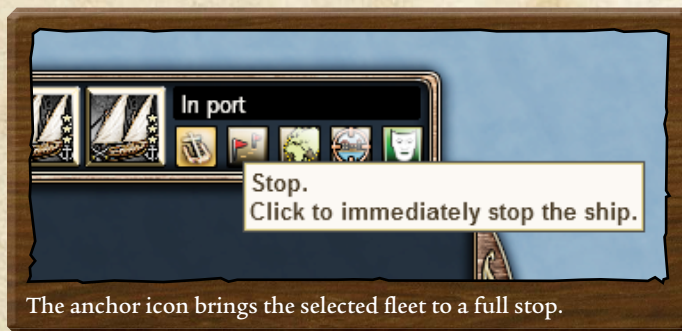 In port
Stop.
Click to immediately stop the ship.
The anchor icon brings the selected fleet to a full stop.